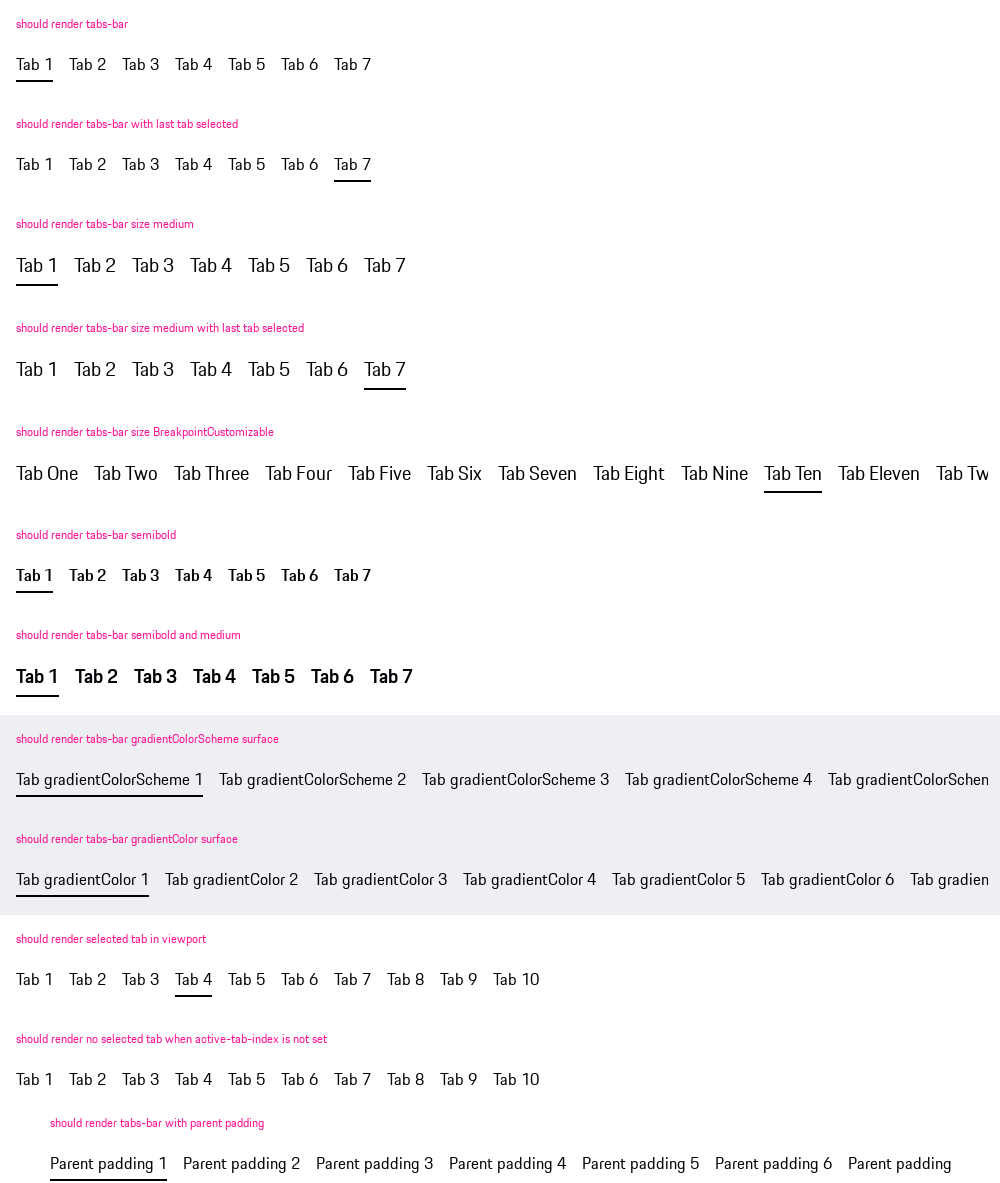 should render tabs-bar
Tab 1 Tab 2 Tab 3 Tab 4 Tab 5 Tab 6 Tab 7
should render tabs-bar with last tab selected
Tab 1 Tab 2 Tab 3 Tab 4 Tab 5 Tab 6 Tab 7
should render tabs-bar size medium
Tab 1 Tab 2 Tab 3 Tab 4 Tab 5 Tab 6 Tab 7
should render tabs-bar size medium with last tab selected
Tab 1 Tab 2 Tab 3 Tab 4 Tab 5 Tab 6 Tab 7
should render tabs-bar size BreakpointCustomizable
Tab One Tab Two Tab Three Tab Four Tab Five Tab Six Tab Seven Tab Eight Tab Nine Tab Ten Tab Eleven Tab Tw
should render tabs-bar semibold
Tab 1 Tab 2 Tab 3 Tab 4 Tab 5 Tab 6 Tab 7
should render tabs-bar semibold and medium
Tab 1 Tab 2 Tab 3 Tab 4 Tab 5 Tab 6 Tab 7
should render tabs-bar gradientColorScheme surface
Tab gradientColorScheme 1 Tab gradientColorScheme 2 Tab gradientColorScheme 3 Tab gradientColorScheme 4 Tab gradientColorSchem
should render tabs-bar gradientColor surface
Tab gradientColor 1 Tab gradientColor 2 Tab gradientColor 3 Tab gradientColor 4 Tab gradientColor 5 Tab gradientColor 6 Tab gradien
should render selected tab in viewport
Tab 1 Tab 2 Tab 3 Tab 4 Tab 5 Tab 6 Tab 7 Tab 8 Tab 9 Tab 10
should render no selected tab when active-tab-index is not set
Tab 1 Tab 2 Tab 3 Tab 4 Tab 5 Tab 6 Tab 7 Tab 8 Tab 9 Tab 10
should render tabs-bar with parent padding
Parent padding 1 Parent padding 2 Parent padding 3 Parent padding 4 Parent padding 5 Parent padding 6 Parent padding